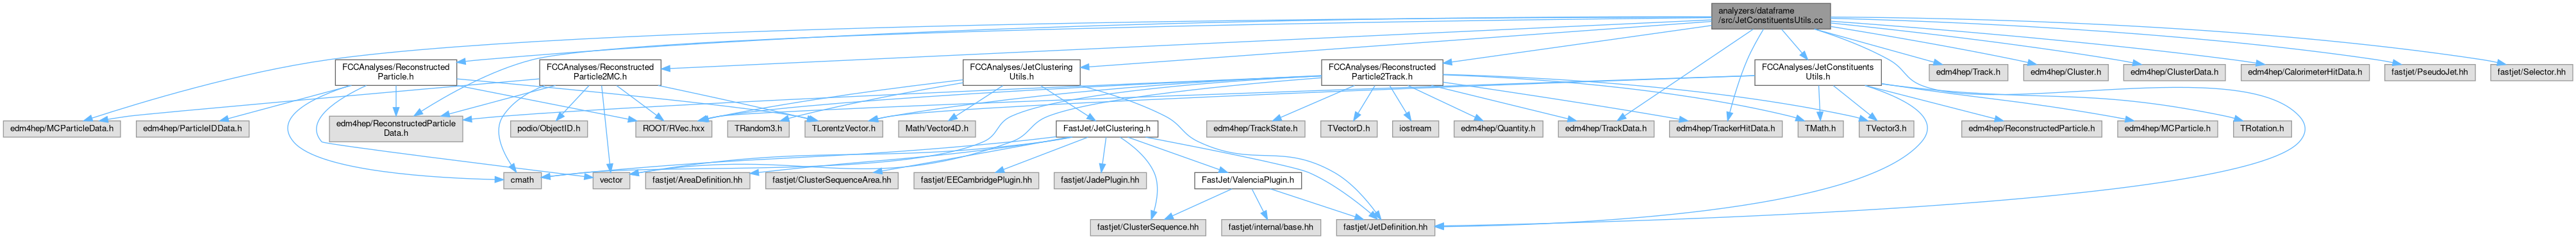 analyzers/dataframe
/src/JetConstituentsUtils.cc
FCCAnalyses/Reconstructed
Particle.h
FCCAnalyses/Reconstructed
Particle2MC.h
FCCAnalyses/JetClustering
Utils.h
FCCAnalyses/Reconstructed
Particle2Track.h
FCCAnalyses/JetConstituents
Utils.h
edm4hep/Track.h
edm4hep/Cluster.h
edm4hep/ClusterData.h
edm4hep/CalorimeterHitData.h
fastjet/PseudoJet.hh
fastjet/Selector.hh
edm4hep/MCParticleData.h
edm4hep/ParticleIDData.h
edm4hep/ReconstructedParticle
Data.h
podio/ObjectID.h
ROOT/RVec.hxx
TRandom3.h
TLorentzVector.h
Math/Vector4D.h
FastJet/JetClustering.h
edm4hep/TrackState.h
TVectorD.h
iostream
edm4hep/Quantity.h
edm4hep/TrackData.h
edm4hep/TrackerHitData.h
TMath.h
TVector3.h
edm4hep/ReconstructedParticle.h
edm4hep/MCParticle.h
TRotation.h
cmath
vector
fastjet/AreaDefinition.hh
fastjet/ClusterSequenceArea.hh
fastjet/EECambridgePlugin.hh
fastjet/JadePlugin.hh
FastJet/ValenciaPlugin.h
fastjet/ClusterSequence.hh
fastjet/internal/base.hh
fastjet/JetDefinition.hh